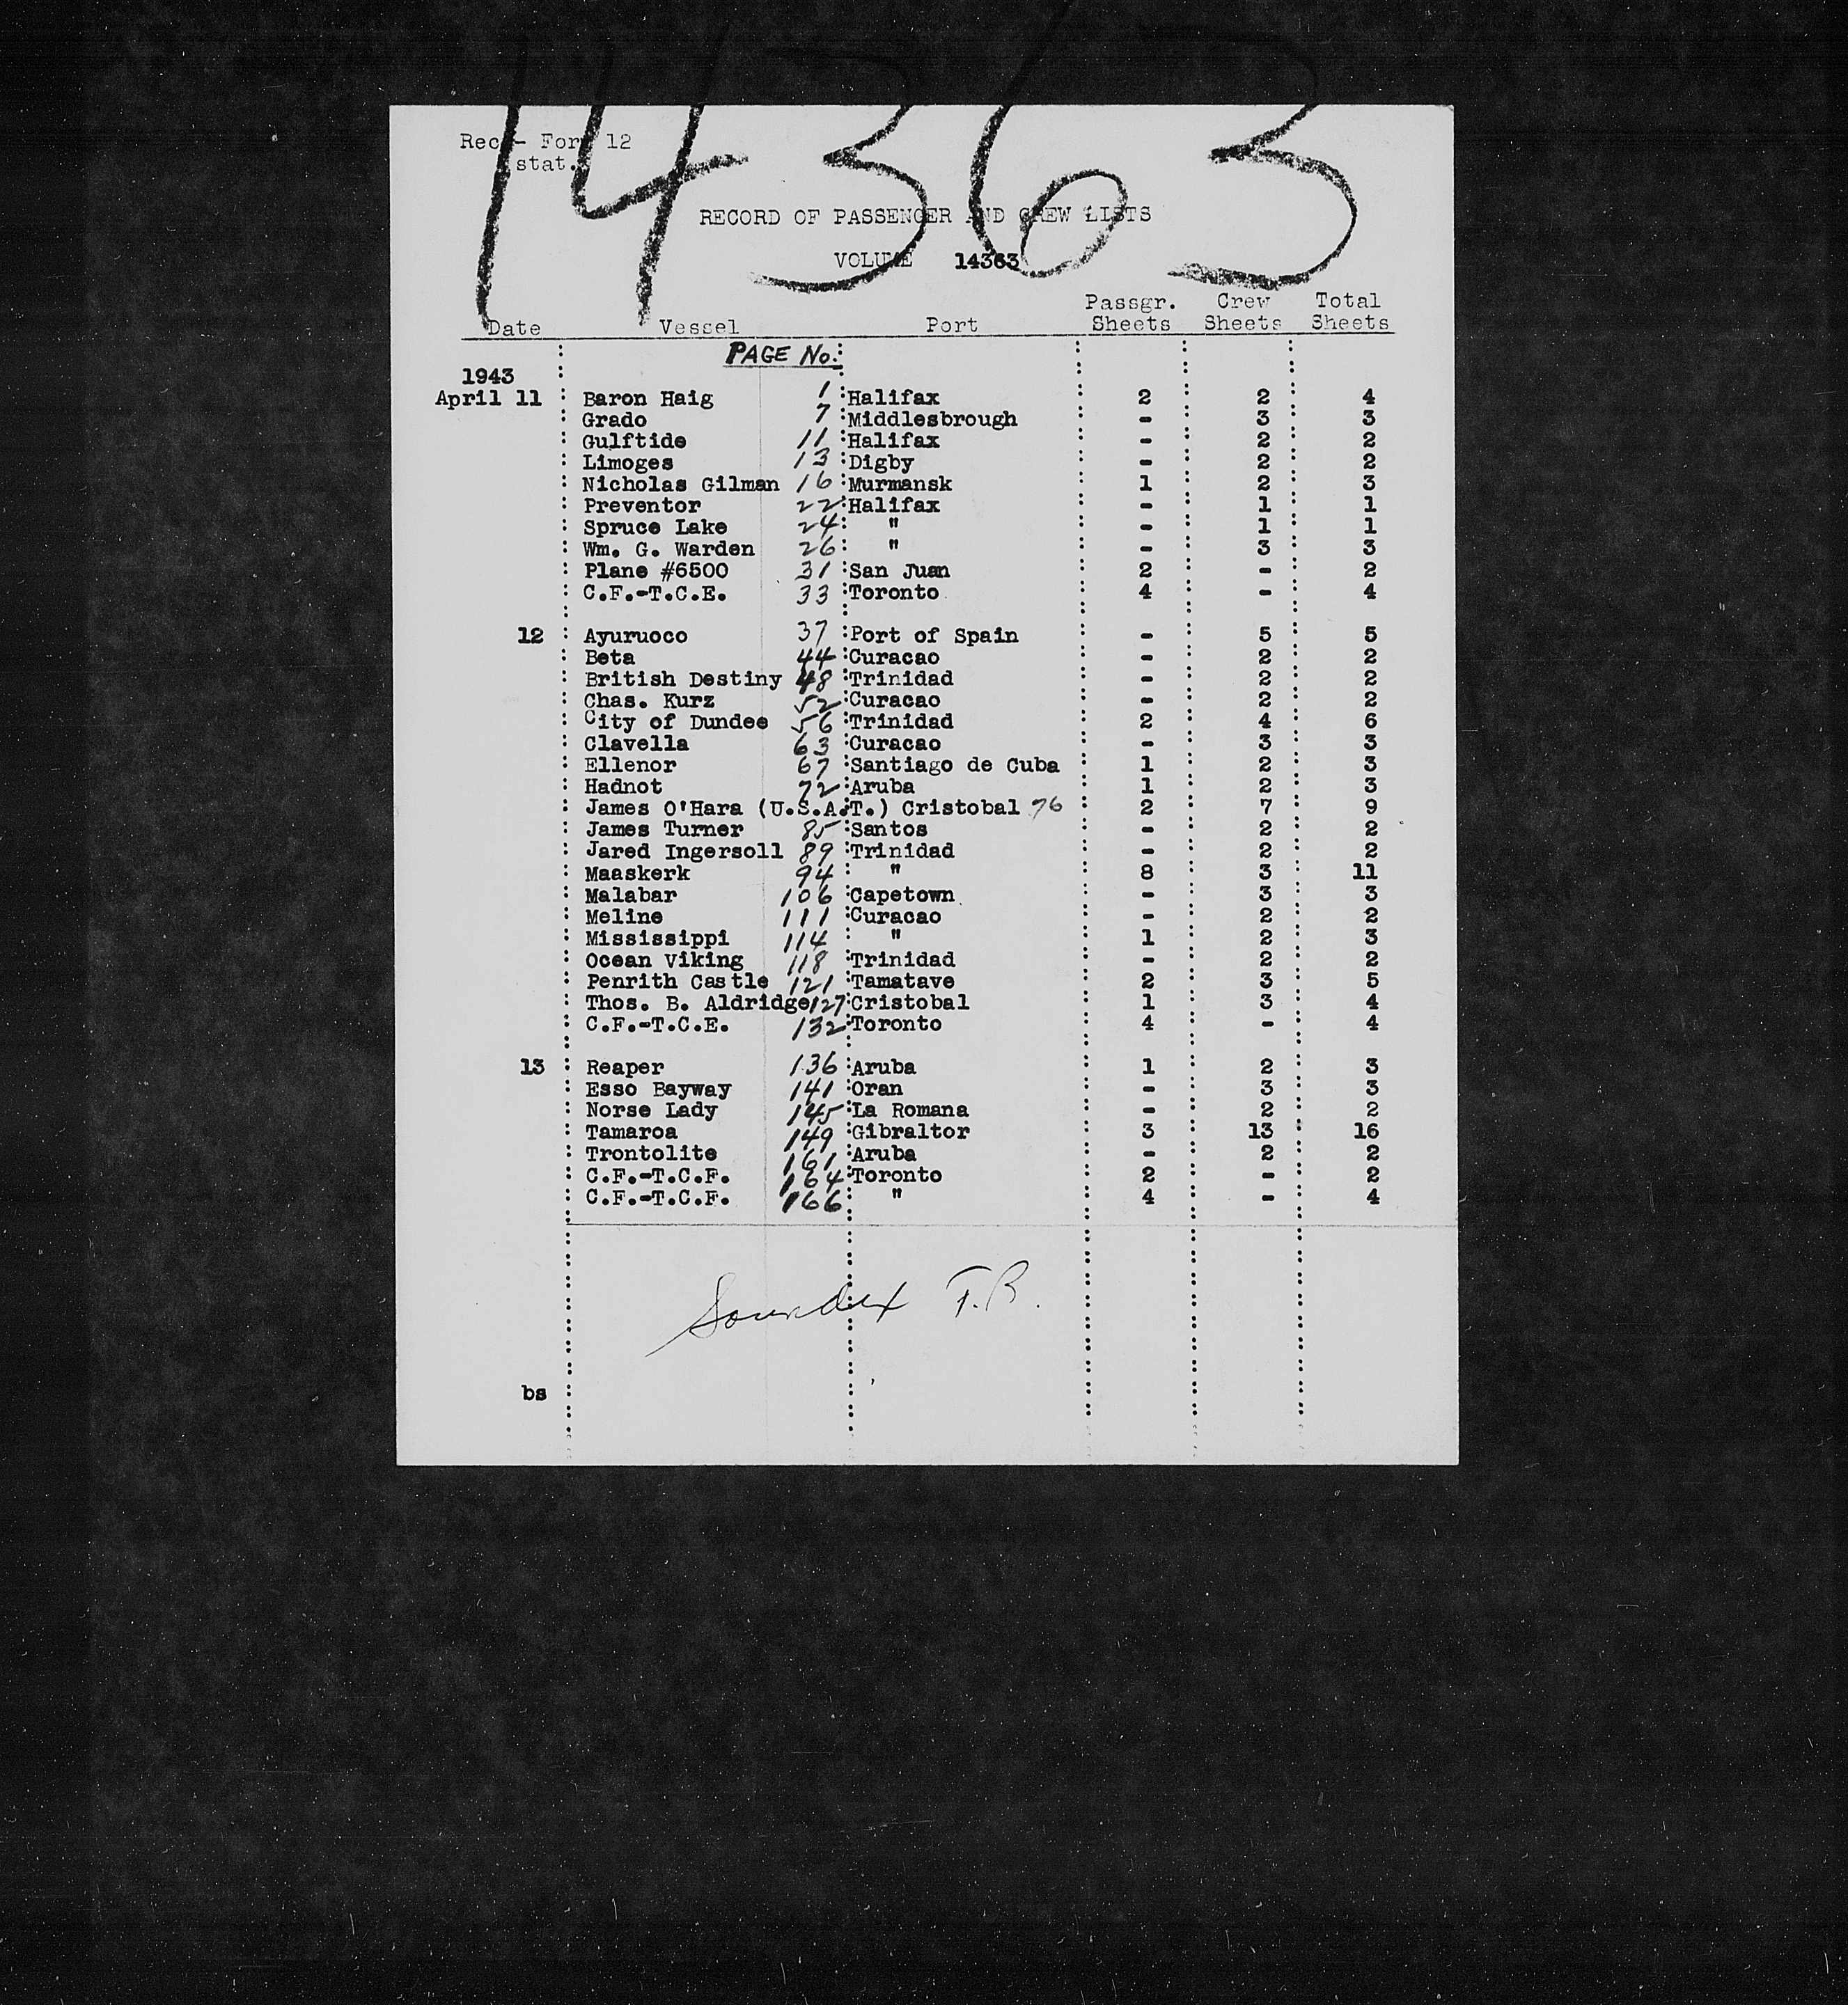 14363
Rec - For 12
stat.
RECORD OF PASSENGER AND CREW LISTS
VOLUME 14363
Date Vessel Port Passgr. Sheets Crew Sheets Total Sheets
PAGE No.
1943
April 11 Baron Haig 1 Halifax 2 2 4
Grado 7 Middlesbrough - 3 3
Gulftide 11 Halifax - 2 2
Limoges 13 Digby - 2 2
Nicholas Gilman 16 Murmansk 1 2 3
Preventor 22 Halifax - 1 1
Spruce Lake 24 " - 1 1
Wm. G. Warden 26 " - 3 3
Plane #6500 31 San Juan 2 - 2
C.F.-T.C.E. 33 Toronto 4 - 4
12 Ayuruoco 37 Port of Spain - 5 5
Beta 44 Curacao - 2 2
British Destiny 48 Trinidad - 2 2
Chas. Kurz 52 Curacao - 2 2
City of Dundee 56 Trinidad 2 4 6
Clavella 63 Curacao - 3 3
Ellenor 67 Santiago de Cuba 1 2 3
Hadnot 72 Aruba 1 2 3
James O'Hara (U.S.A.T.) Cristobal 76 2 7 9
James Turner 85 Santos - 2 2
Jared Ingersoll 89 Trinidad - 2 2
Maaskerk 94 " 8 3 11
Malabar 106 Capetown - 3 3
Meline 111 Curacao - 2 2
Mississippi 114 " 1 2 3
Ocean Viking 118 Trinidad - 2 2
Penrith Castle 121 Tamatave 2 3 5
Thos. B. Aldridge 127 Cristobal 1 3 4
C.F.-T.C.E. 132 Toronto 4 - 4
13 Reaper 136 Aruba 1 2 3
Esso Bayway 141 Oran - 3 3
Norse Lady 145 La Romana - 2 2
Tamaroa 149 Gibraltor 3 13 16
Trontolite 161 Aruba - 2 2
C.F.-T.C.F. 164 Toronto 2 - 2
C.F.-T.C.F. 166 " 4 - 4
Soundex F.B.
bs